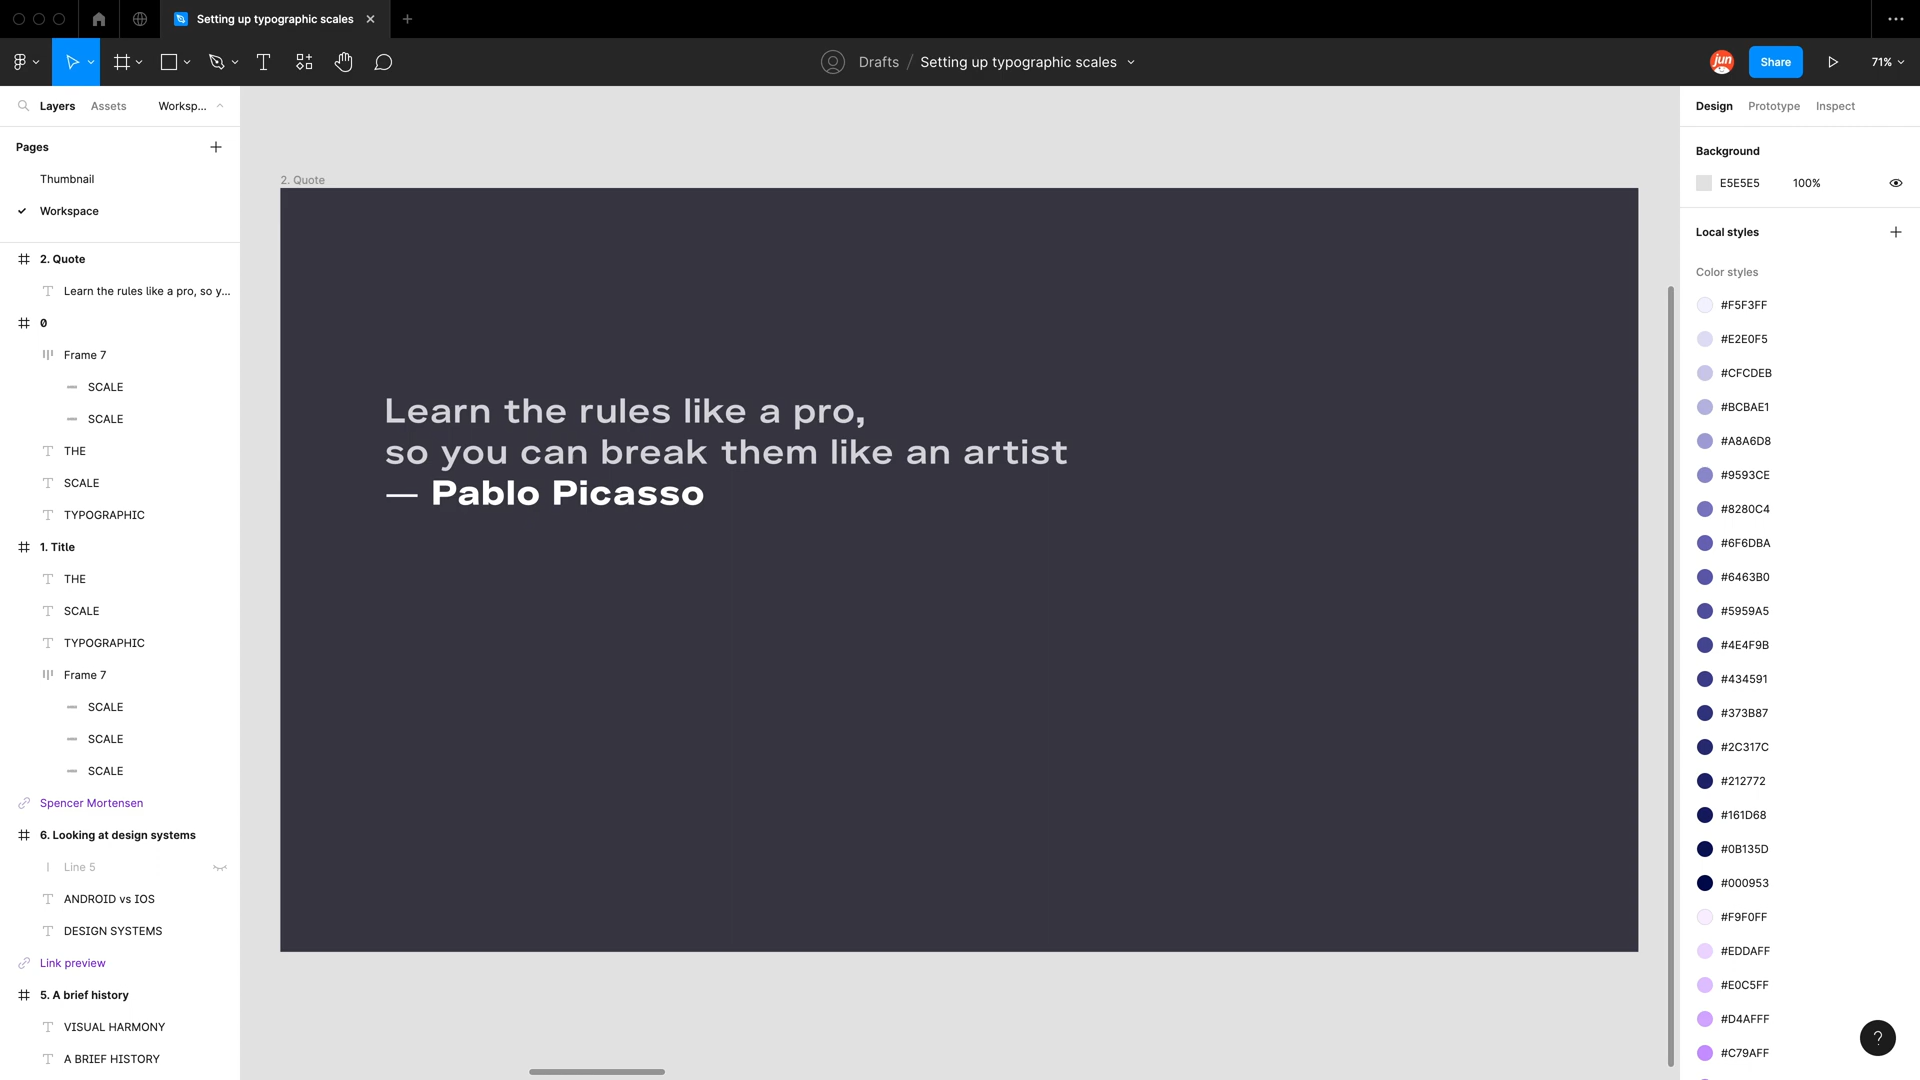 Setting up typographic scales
Drafts / Setting up typographic scales
jun
Share
71%
Layers
Assets
Worksp...
Pages
Thumbnail
Workspace
2. Quote
Learn the rules like a pro, so y...
0
Frame 7
SCALE
SCALE
THE
SCALE
TYPOGRAPHIC
1. Title
THE
SCALE
TYPOGRAPHIC
Frame 7
SCALE
SCALE
SCALE
Spencer Mortensen
6. Looking at design systems
Line 5
ANDROID vs IOS
DESIGN SYSTEMS
Link preview
5. A brief history
VISUAL HARMONY
A BRIEF HISTORY
2. Quote
Learn the rules like a pro,
so you can break them like an artist
— Pablo Picasso
Design
Prototype
Inspect
Background
E5E5E5 100%
Local styles
Color styles
#F5F3FF
#E2E0F5
#CFCDEB
#BCBAE1
#A8A6D8
#9593CE
#8280C4
#6F6DBA
#6463B0
#5959A5
#4E4F9B
#434591
#373B87
#2C317C
#212772
#161D68
#0B135D
#000953
#F9F0FF
#EDDAFF
#E0C5FF
#D4AFFF
#C79AFF
?